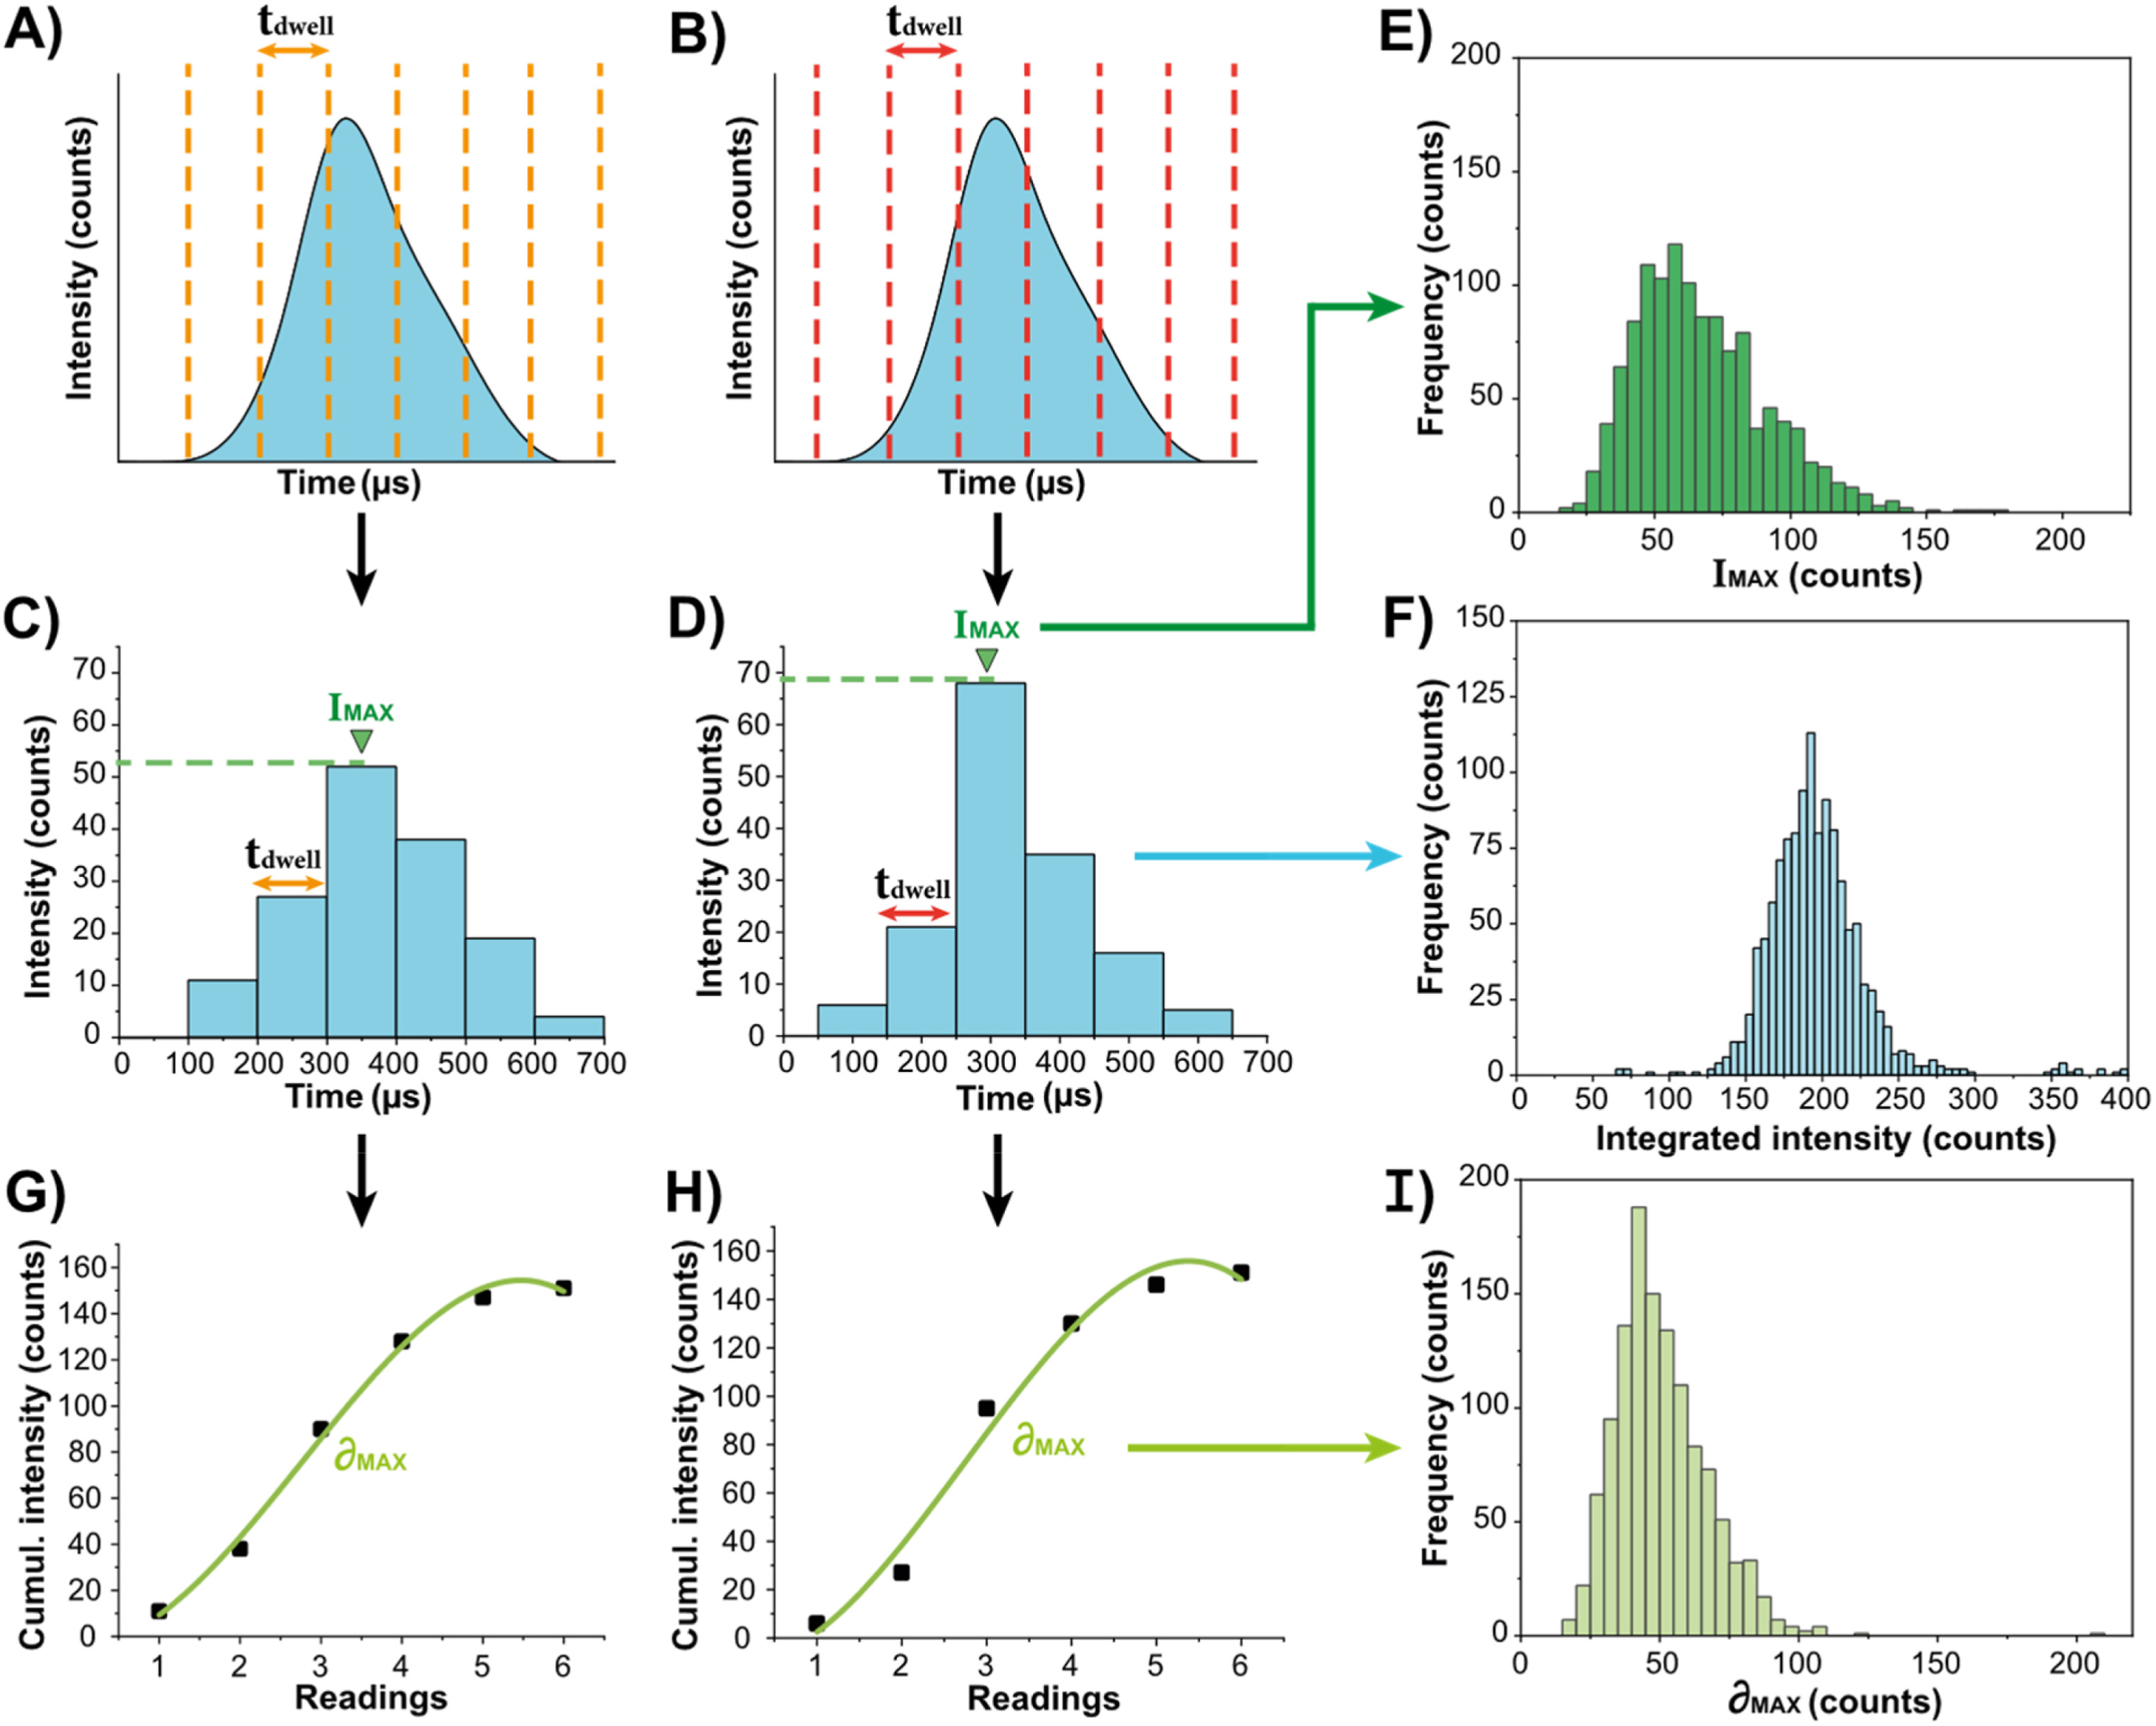 A)
tdwell
Intensity (counts)
Time (µs)
B)
tdwell
Intensity (counts)
Time (µs)
E)
200
150
100
50
0
Frequency (counts)
0 50 100 150 200
IMAX (counts)
C)
70
60
50
40
30
20
10
0
Intensity (counts)
IMAX
tdwell
0 100 200 300 400 500 600 700
Time (µs)
D)
IMAX
70
60
50
40
30
20
10
0
Intensity (counts)
tdwell
0 100 200 300 400 500 600 700
Time (µs)
F)
150
125
100
75
50
25
0
Frequency (counts)
0 50 100 150 200 250 300 350 400
Integrated intensity (counts)
G)
160
140
120
100
80
60
40
20
0
Cumul. intensity (counts)
∂MAX
1 2 3 4 5 6
Readings
H)
160
140
120
100
80
60
40
20
0
Cumul. intensity (counts)
∂MAX
1 2 3 4 5 6
Readings
I)
200
150
100
50
0
Frequency (counts)
0 50 100 150 200
∂MAX (counts)